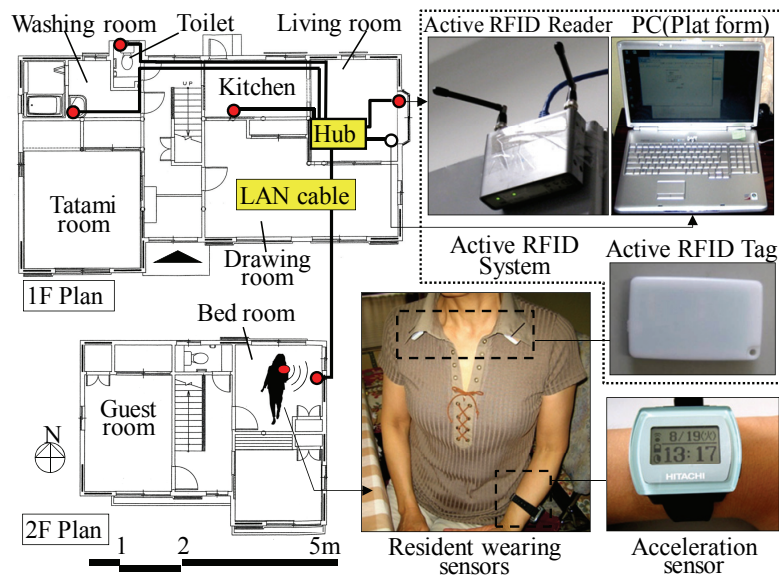 Washing room
Toilet
Living room
Active RFID Reader
PC(Plat form)
UP
Kitchen
Hub
LAN cable
Tatami
room
Drawing
room
Active RFID
System
Active RFID Tag
1F Plan
Bed room
Guest
room
N
8/19(火)
13:17
HITACHI
2F Plan
1
2
5m
Resident wearing
sensors
Acceleration
sensor